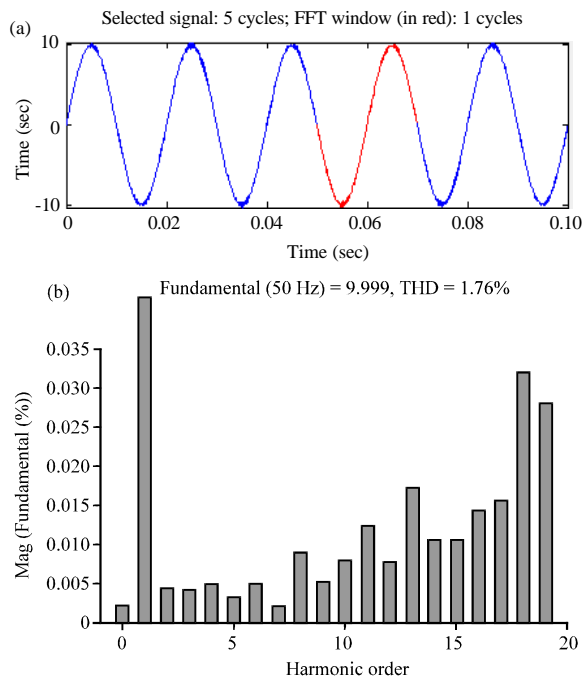 (a)
Selected signal: 5 cycles; FFT window (in red): 1 cycles
Time (sec)
10
0
-10
0 0.02 0.04 0.06 0.08 0.10
Time (sec)
(b)
Fundamental (50 Hz) = 9.999, THD = 1.76%
Mag (Fundamental (%))
0.035
0.030
0.020
0.020
0.015
0.010
0.005
0
0 5 10 15 20
Harmonic order